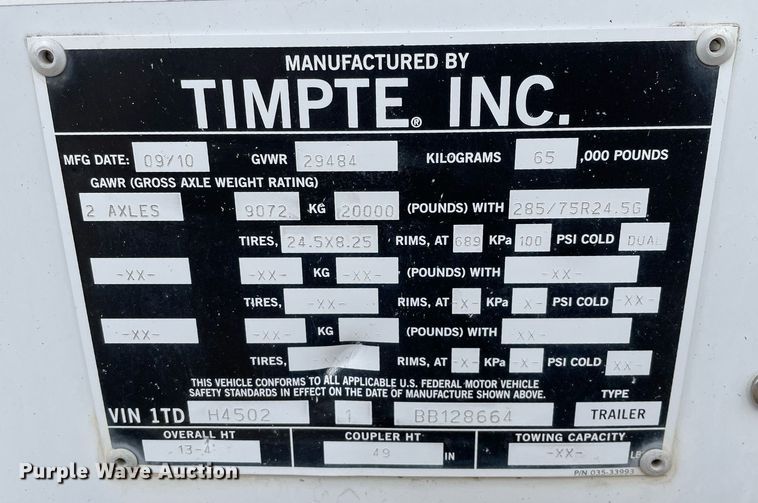 MANUFACTURED BY
TIMPTE® INC.
MFG DATE: 09/10 GVWR 29484 KILOGRAMS 65 ,000 POUNDS
GAWR (GROSS AXLE WEIGHT RATING)
2 AXLES 9072 KG 20000 (POUNDS) WITH 285/75R24.5G
TIRES, 24.5X8.25 RIMS, AT 689 KPa 100 PSI COLD DUAL
-XX- -XX- KG -XX- (POUNDS) WITH -XX-
TIRES, -XX- RIMS, AT -X- KPa X- PSI COLD -XX-
-XX- -XX- KG (POUNDS) WITH XX-
TIRES, RIMS, AT -X- KPa -X- PSI COLD XX-
THIS VEHICLE CONFORMS TO ALL APPLICABLE U.S. FEDERAL MOTOR VEHICLE
SAFETY STANDARDS IN EFFECT ON THE DATE OF MANUFACTURE SHOWN ABOVE. TYPE
VIN 1TD H4502 1 BB128664 TRAILER
OVERALL HT COUPLER HT TOWING CAPACITY
13-4 49 IN -XX- LB
P/N 035-33993
Purple Wave Auction